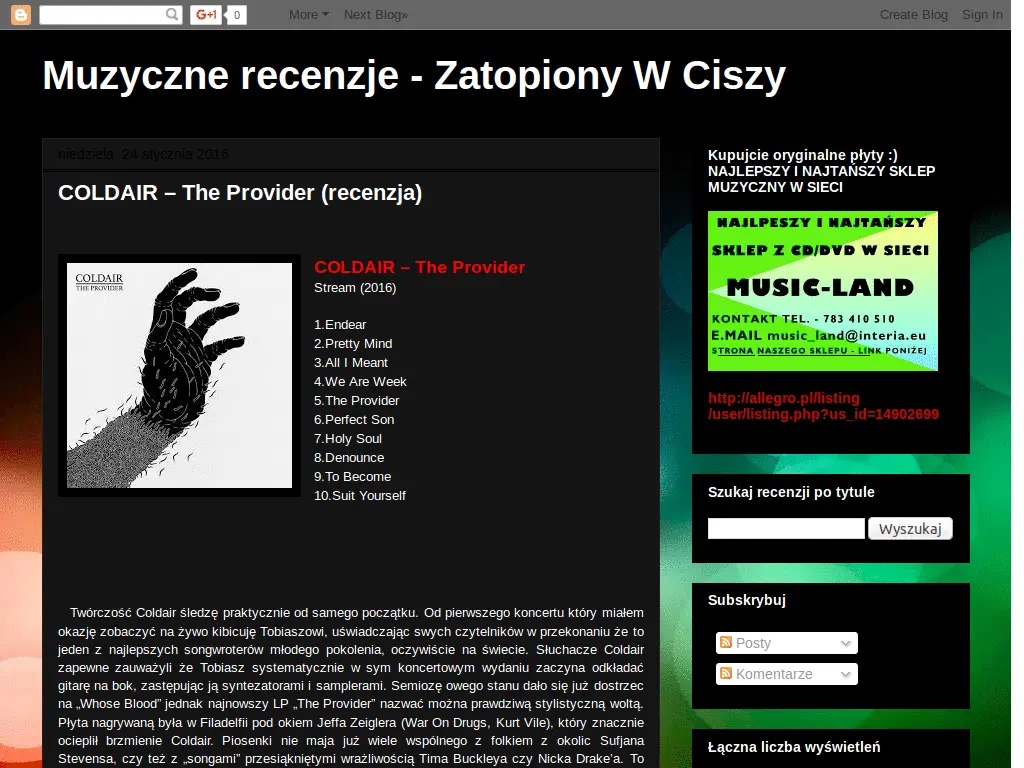 G+1 0 More Next Blog» Create Blog Sign In
Muzyczne recenzje - Zatopiony W Ciszy
niedziela, 24 stycznia 2016
COLDAIR – The Provider (recenzja)
COLDAIR
THE PROVIDER
COLDAIR – The Provider
Stream (2016)
1.Endear
2.Pretty Mind
3.All I Meant
4.We Are Week
5.The Provider
6.Perfect Son
7.Holy Soul
8.Denounce
9.To Become
10.Suit Yourself
Twórczość Coldair śledzę praktycznie od samego początku. Od pierwszego koncertu który miałem
okazję zobaczyć na żywo kibicuję Tobiaszowi, uświadczając swych czytelników w przekonaniu że to
jeden z najlepszych songwroterów młodego pokolenia, oczywiście na świecie. Słuchacze Coldair
zapewne zauważyli że Tobiasz systematycznie w sym koncertowym wydaniu zaczyna odkładać
gitarę na bok, zastępując ją syntezatorami i samplerami. Semiozę owego stanu dało się już dostrzec
na „Whose Blood” jednak najnowszy LP „The Provider” nazwać można prawdziwą stylistyczną woltą.
Płyta nagrywaną była w Filadelfii pod okiem Jeffa Zeiglera (War On Drugs, Kurt Vile), który znacznie
ocieplił brzmienie Coldair. Piosenki nie maja już wiele wspólnego z folkiem z okolic Sufjana
Stevensa, czy też z „songami” przesiąkniętymi wrażliwością Tima Buckleya czy Nicka Drake’a. To
Kupujcie oryginalne płyty :)
NAJLEPSZY I NAJTAŃSZY SKLEP
MUZYCZNY W SIECI
NAJLPESZY I NAJTAŃSZY
SKLEP Z CD/DVD W SIECI
MUSIC-LAND
KONTAKT TEL. - 783 410 510
E.MAIL music_land@interia.eu
STRONA NASZEGO SKLEPU - LINK PONIŻEJ
http://allegro.pl/listing
/user/listing.php?us_id=14902699
Szukaj recenzji po tytule
Wyszukaj
Subskrybuj
Posty
Komentarze
Łączna liczba wyświetleń